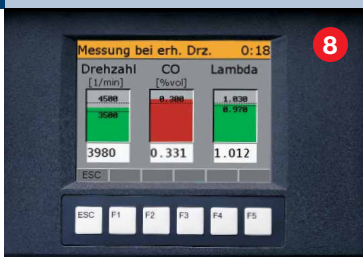 8
Messung bei erh. Drz. 0:18
Drehzahl CO Lambda
[1/min] [%vol]
4500 0.300 1.030
3500 0.970
3980 0.331 1.012
ESC
ESC F1 F2 F3 F4 F5